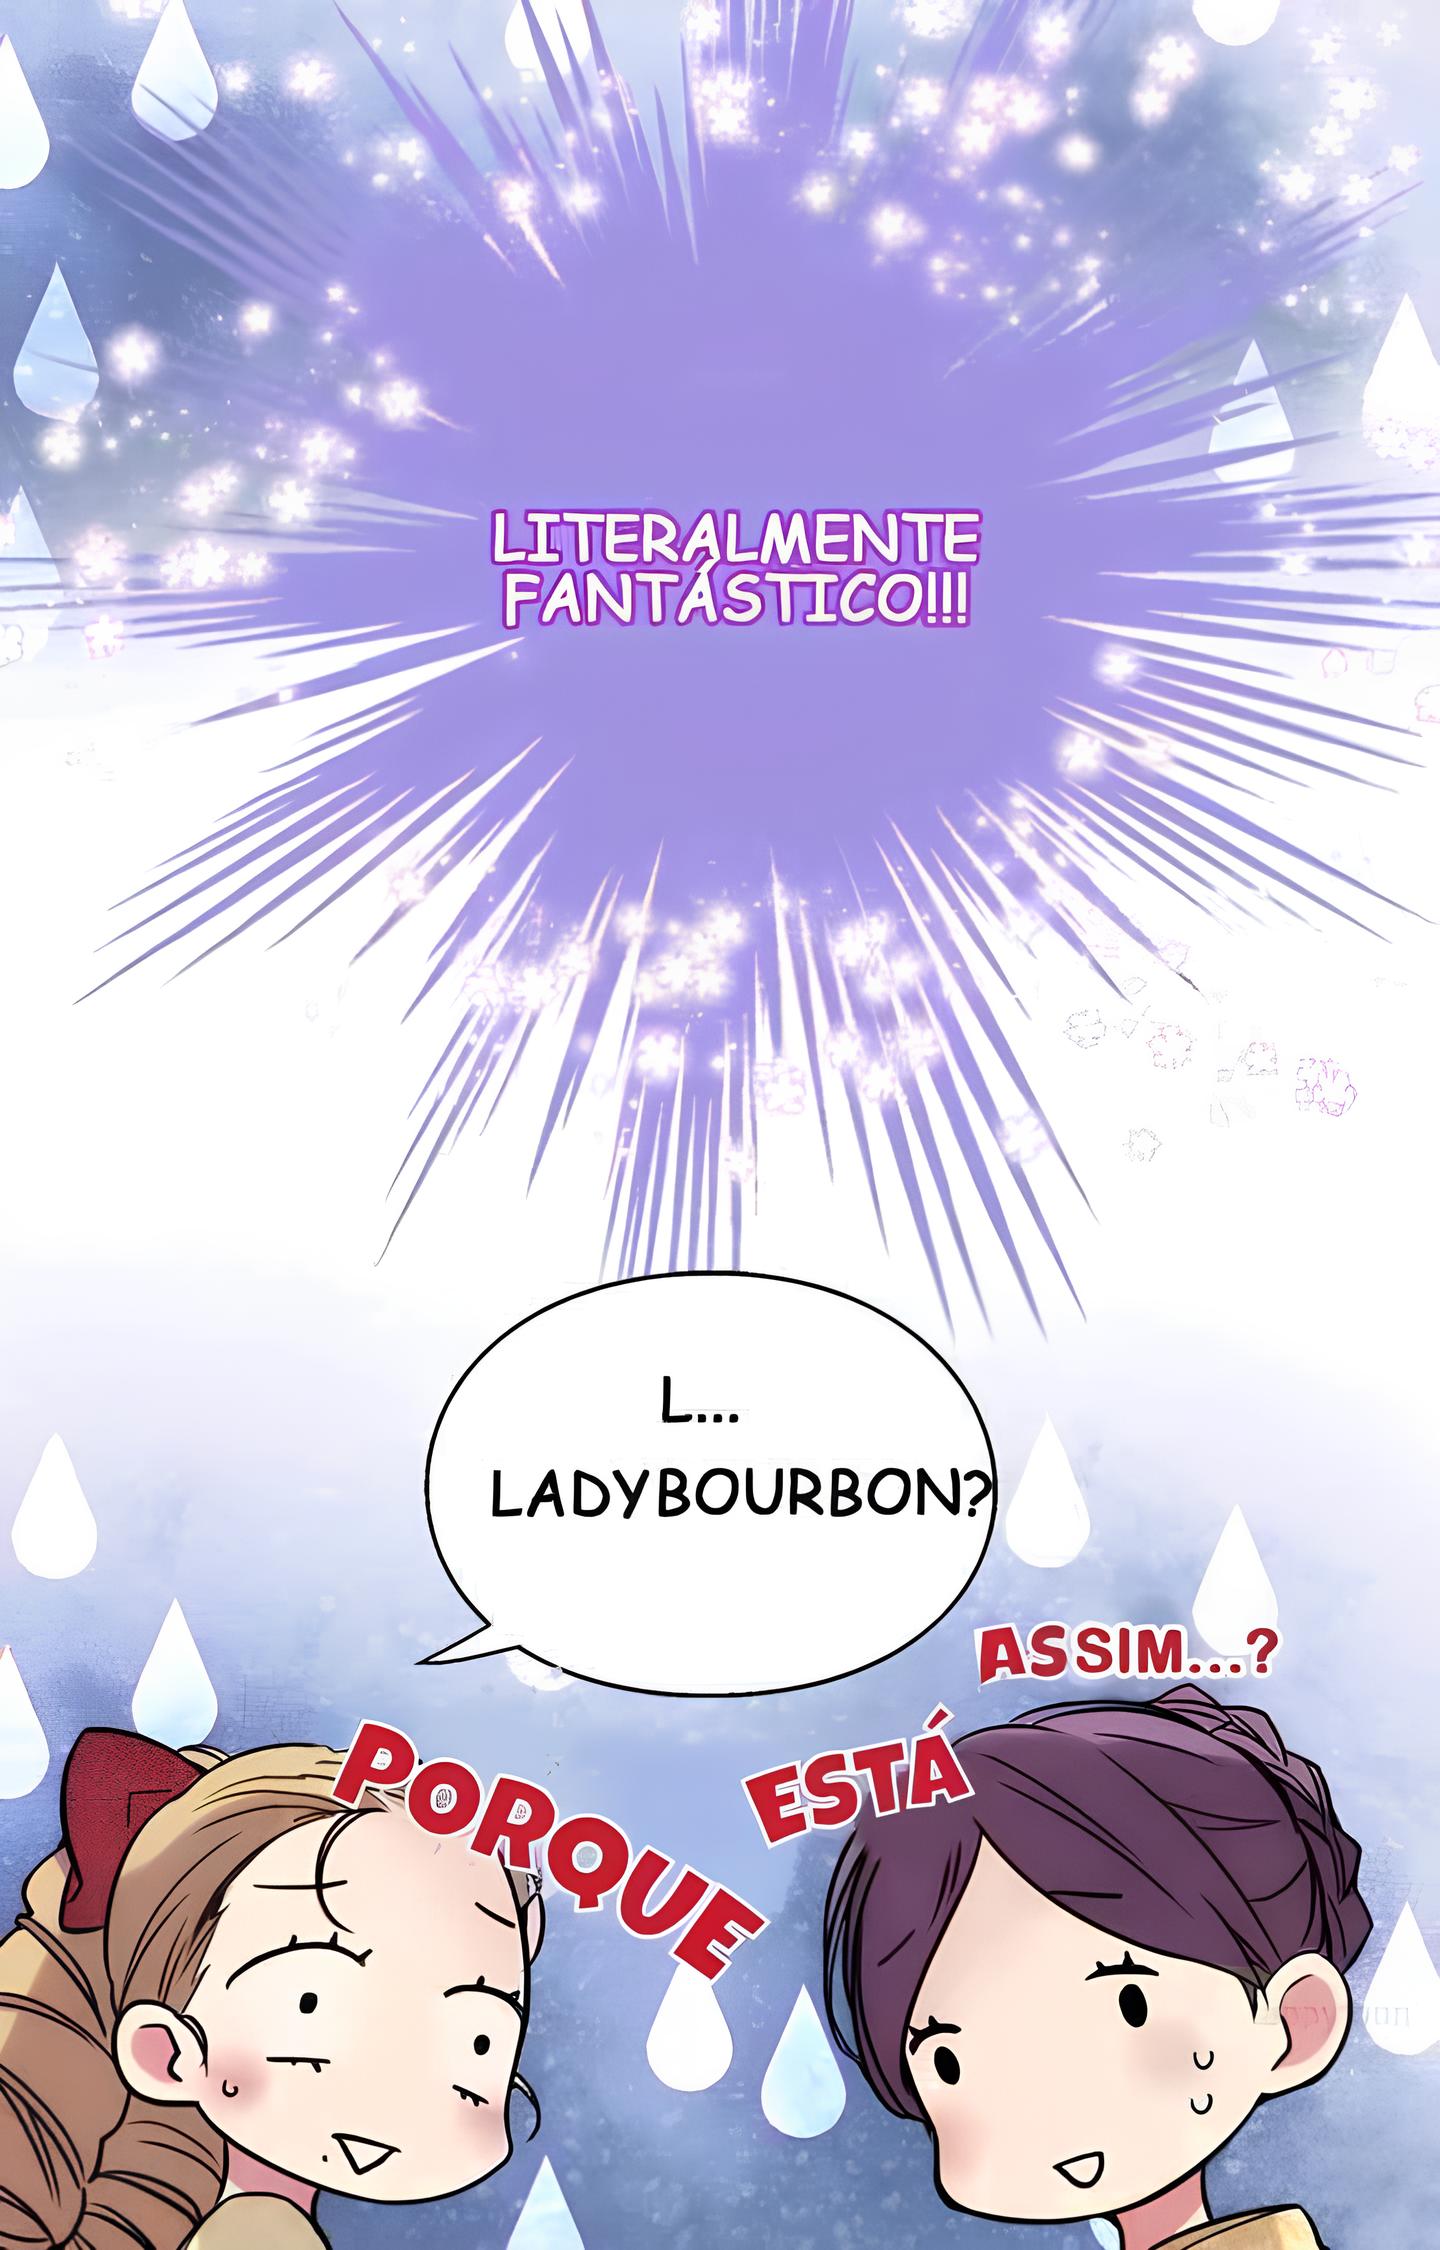 LITERALMENTE
FANTÁSTICO!!!
L...
LADYBOURBON?
PORQUE
ESTÁ
ASSIM...?